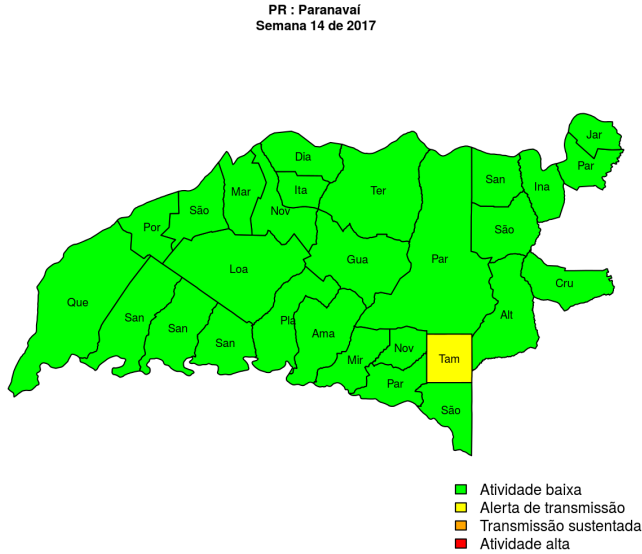 PR : Paranavaí
Semana 14 de 2017
Jar
Par
Dia
San
Ina
Ita
Mar
Ter
São
Nov
Por
São
Gua
Par
Loa
Cru
Que
Alt
San
Pla
San
Ama
San
Nov
Mir
Tam
Par
São
Atividade baixa
Alerta de transmissão
Transmissão sustentada
Atividade alta